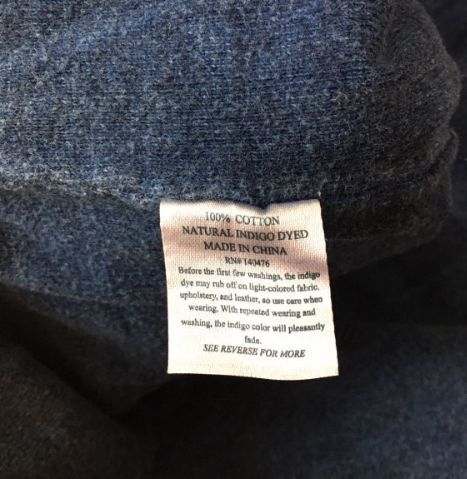 100% COTTON
NATURAL INDIGO DYED
MADE IN CHINA
RN# 140476
Before the first few washings, the indigo
dye may rub off on light-colored fabric,
upholstery, and leather, so use care when
wearing. With repeated wearing and
washing, the indigo color will pleasantly
fade.
SEE REVERSE FOR MORE